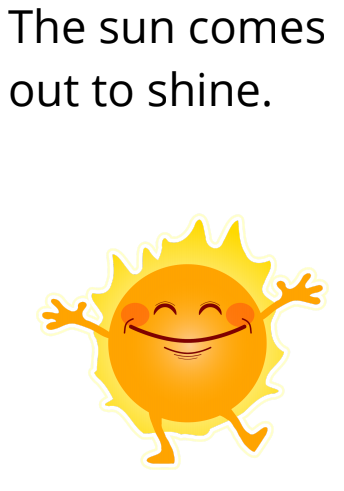 The sun comes
out to shine.